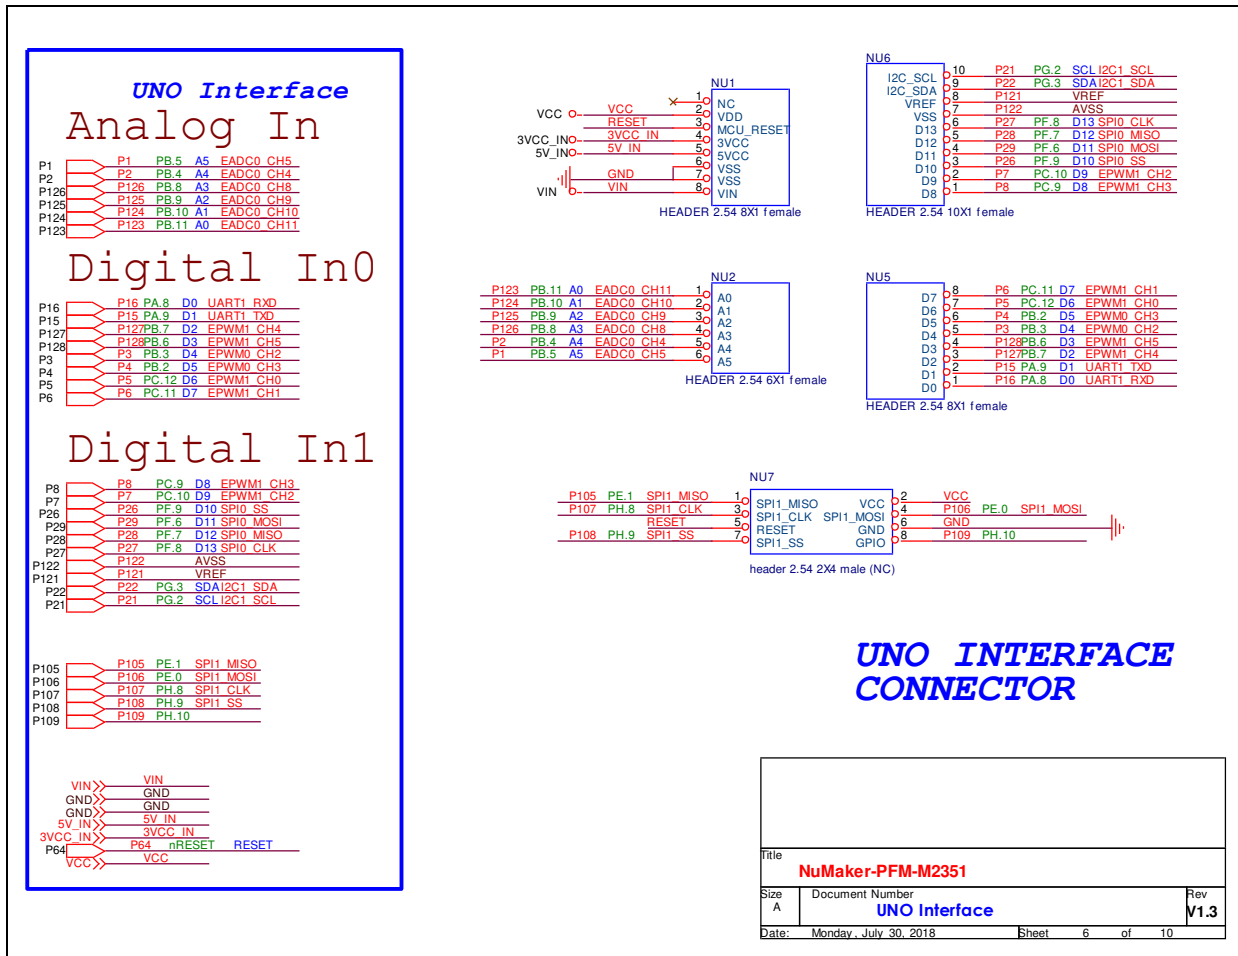 UNO Interface
Analog In
P1 P1 PB.5 A5 EADC0_CH5
P2 P2 PB.4 A4 EADC0_CH4
P126 P126 PB.8 A3 EADC0_CH8
P125 P125 PB.9 A2 EADC0_CH9
P124 P124 PB.10 A1 EADC0_CH10
P123 P123 PB.11 A0 EADC0_CH11
Digital In0
P16 P16 PA.8 D0 UART1_RXD
P15 P15 PA.9 D1 UART1_TXD
P127 P127 PB.7 D2 EPWM1_CH4
P128 P128 PB.6 D3 EPWM1_CH5
P3 P3 PB.3 D4 EPWM0_CH2
P4 P4 PB.2 D5 EPWM0_CH3
P5 P5 PC.12 D6 EPWM1_CH0
P6 P6 PC.11 D7 EPWM1_CH1
Digital In1
P8 P8 PC.9 D8 EPWM1_CH3
P7 P7 PC.10 D9 EPWM1_CH2
P26 P26 PF.9 D10 SPI0_SS
P29 P29 PF.6 D11 SPI0_MOSI
P28 P28 PF.7 D12 SPI0_MISO
P27 P27 PF.8 D13 SPI0_CLK
P122 P122 AVSS
P121 P121 VREF
P22 P22 PG.3 SDA I2C1_SDA
P21 P21 PG.2 SCL I2C1_SCL
P105 P105 PE.1 SPI1_MISO
P106 P106 PE.0 SPI1_MOSI
P107 P107 PH.8 SPI1_CLK
P108 P108 PH.9 SPI1_SS
P109 P109 PH.10
VIN VIN
GND GND
GND GND
5V_IN 5V_IN
3VCC_IN 3VCC_IN
P64 P64 nRESET RESET
VCC VCC
NU1
1 NC
VCC VCC 2 VDD
RESET 3 MCU_RESET
3VCC_IN 3VCC_IN 4 3VCC
5V_IN 5V_IN 5 5VCC
6 VSS
GND 7 VSS
VIN VIN 8 VIN
HEADER 2.54 8X1 female
NU6
I2C_SCL 10 P21 PG.2 SCL I2C1_SCL
I2C_SDA 9 P22 PG.3 SDA I2C1_SDA
VREF 8 P121 VREF
VSS 7 P122 AVSS
D13 6 P27 PF.8 D13 SPI0_CLK
D12 5 P28 PF.7 D12 SPI0_MISO
D11 4 P29 PF.6 D11 SPI0_MOSI
D10 3 P26 PF.9 D10 SPI0_SS
D9 2 P7 PC.10 D9 EPWM1_CH2
D8 1 P8 PC.9 D8 EPWM1_CH3
HEADER 2.54 10X1 female
NU2
P123 PB.11 A0 EADC0_CH11 1 A0
P124 PB.10 A1 EADC0_CH10 2 A1
P125 PB.9 A2 EADC0_CH9 3 A2
P126 PB.8 A3 EADC0_CH8 4 A3
P2 PB.4 A4 EADC0_CH4 5 A4
P1 PB.5 A5 EADC0_CH5 6 A5
HEADER 2.54 6X1 female
NU5
D7 8 P6 PC.11 D7 EPWM1_CH1
D6 7 P5 PC.12 D6 EPWM1_CH0
D5 6 P4 PB.2 D5 EPWM0_CH3
D4 5 P3 PB.3 D4 EPWM0_CH2
D3 4 P128 PB.6 D3 EPWM1_CH5
D2 3 P127 PB.7 D2 EPWM1_CH4
D1 2 P15 PA.9 D1 UART1_TXD
D0 1 P16 PA.8 D0 UART1_RXD
HEADER 2.54 8X1 female
NU7
P105 PE.1 SPI1_MISO 1 SPI1_MISO VCC 2 VCC
P107 PH.8 SPI1_CLK 3 SPI1_CLK SPI1_MOSI 4 P106 PE.0 SPI1_MOSI
RESET 5 RESET GND 6 GND
P108 PH.9 SPI1_SS 7 SPI1_SS GPIO 8 P109 PH.10
header 2.54 2X4 male (NC)
UNO INTERFACE
CONNECTOR
Title
NuMaker-PFM-M2351
Size Document Number Rev
A UNO Interface V1.3
Date: Monday, July 30, 2018 Sheet 6 of 10